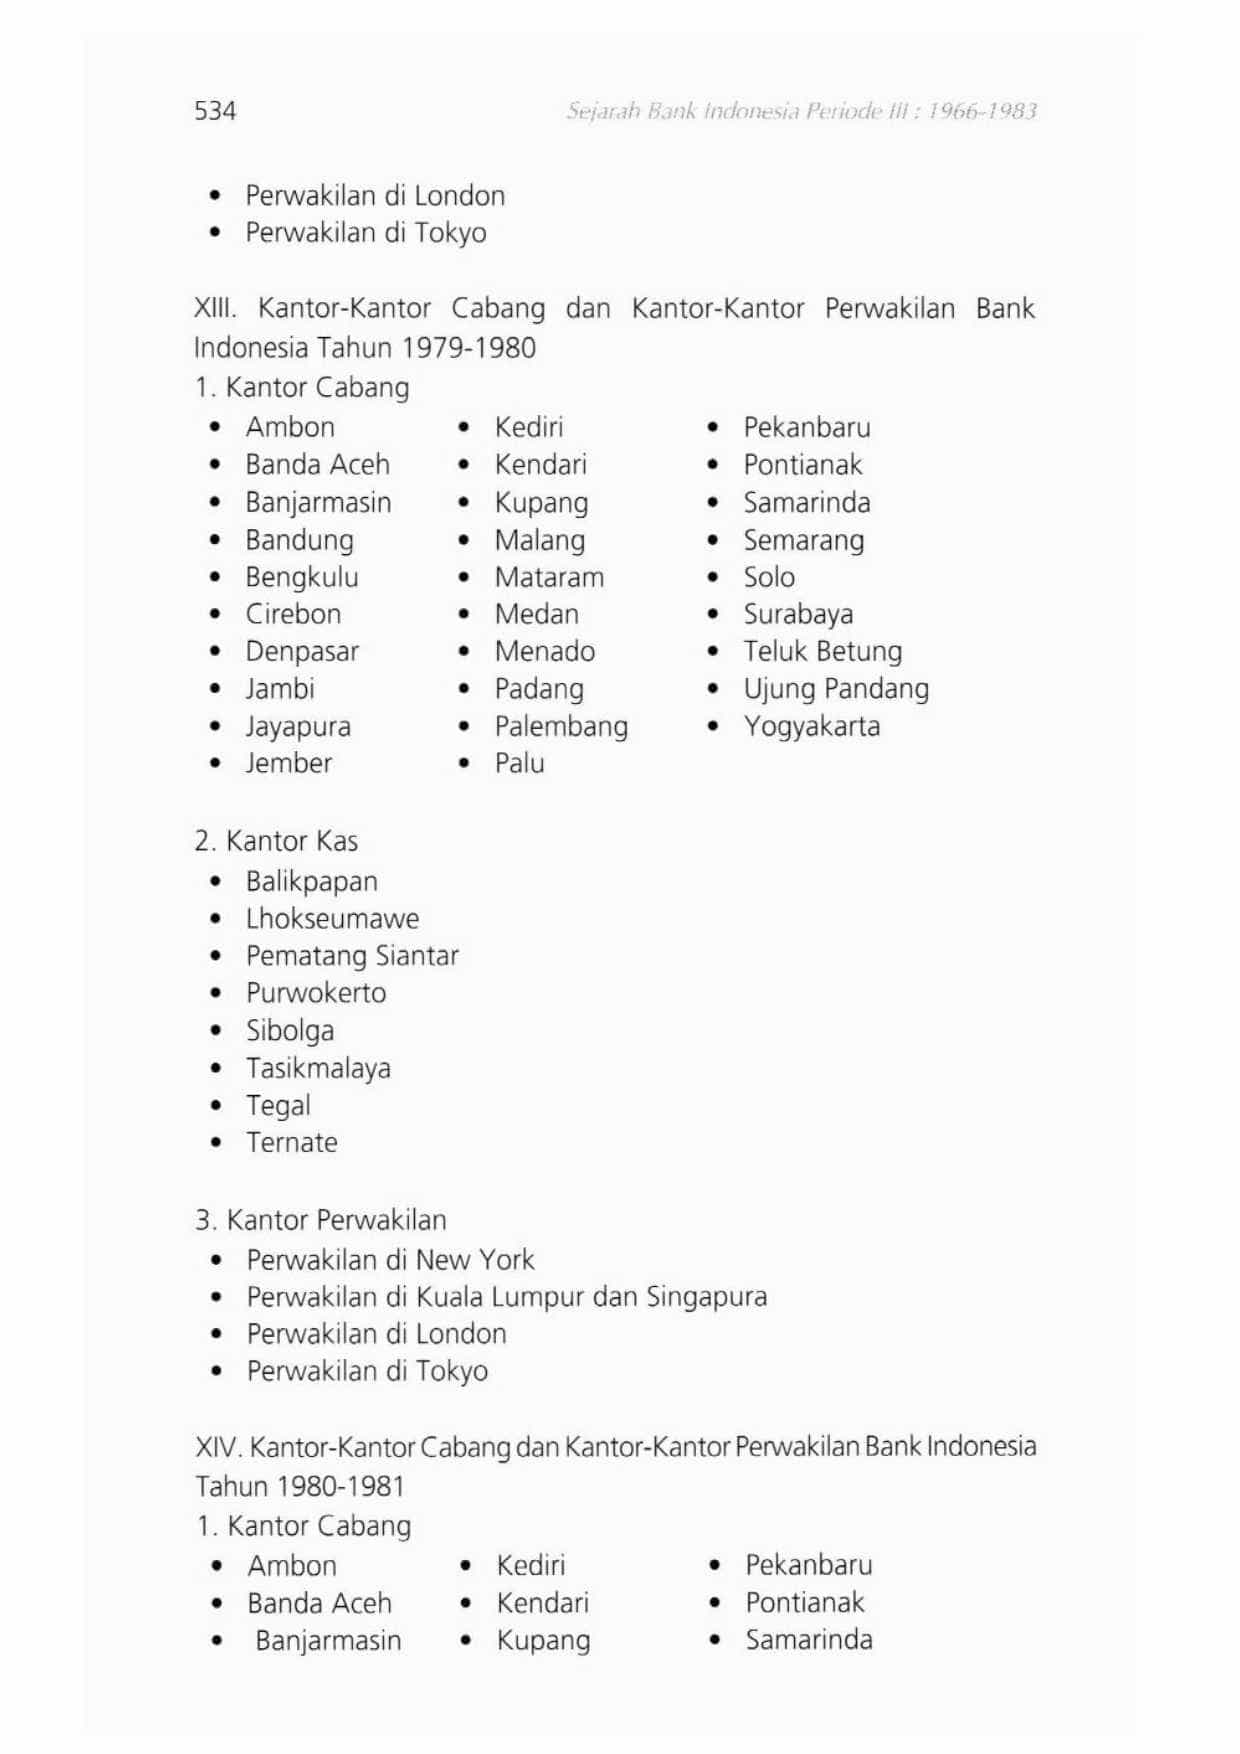 534 Sejarah Bank Indonesia Periode III : 1966-1983
• Perwakilan di London
• Perwakilan di Tokyo
XIII. Kantor-Kantor Cabang dan Kantor-Kantor Perwakilan Bank
Indonesia Tahun 1979-1980
1. Kantor Cabang
• Ambon • Kediri • Pekanbaru
• Banda Aceh • Kendari • Pontianak
• Banjarmasin • Kupang • Samarinda
• Bandung • Malang • Semarang
• Bengkulu • Mataram • Solo
• Cirebon • Medan • Surabaya
• Denpasar • Menado • Teluk Betung
• Jambi • Padang • Ujung Pandang
• Jayapura • Palembang • Yogyakarta
• Jember • Palu
2. Kantor Kas
• Balikpapan
• Lhokseumawe
• Pematang Siantar
• Purwokerto
• Sibolga
• Tasikmalaya
• Tegal
• Ternate
3. Kantor Perwakilan
• Perwakilan di New York
• Perwakilan di Kuala Lumpur dan Singapura
• Perwakilan di London
• Perwakilan di Tokyo
XIV. Kantor-Kantor Cabang dan Kantor-Kantor Perwakilan Bank Indonesia
Tahun 1980-1981
1. Kantor Cabang
• Ambon • Kediri • Pekanbaru
• Banda Aceh • Kendari • Pontianak
• Banjarmasin • Kupang • Samarinda